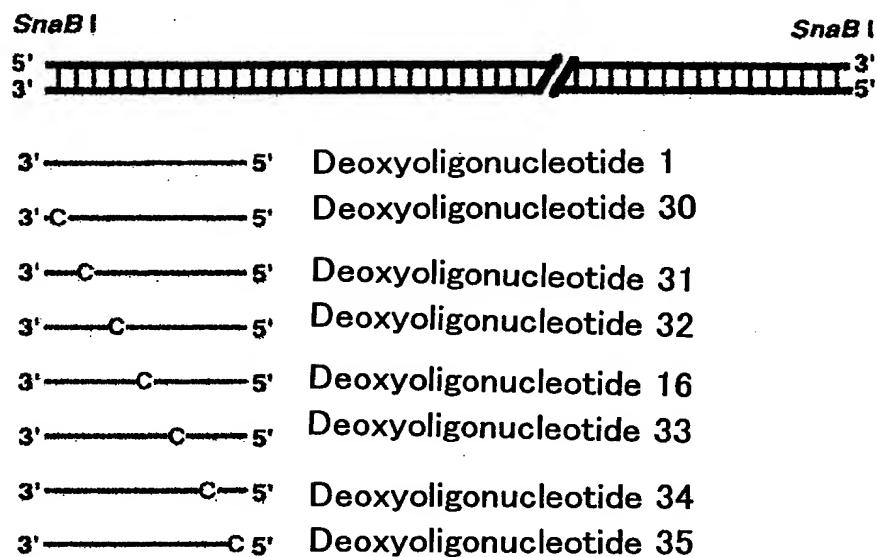 SnaB I SnaB I
5' 3'
3' 5'
3' 5' Deoxyoligonucleotide 1
3' C 5' Deoxyoligonucleotide 30
3' C 5' Deoxyoligonucleotide 31
3' C 5' Deoxyoligonucleotide 32
3' C 5' Deoxyoligonucleotide 16
3' C 5' Deoxyoligonucleotide 33
3' C 5' Deoxyoligonucleotide 34
3' C 5' Deoxyoligonucleotide 35